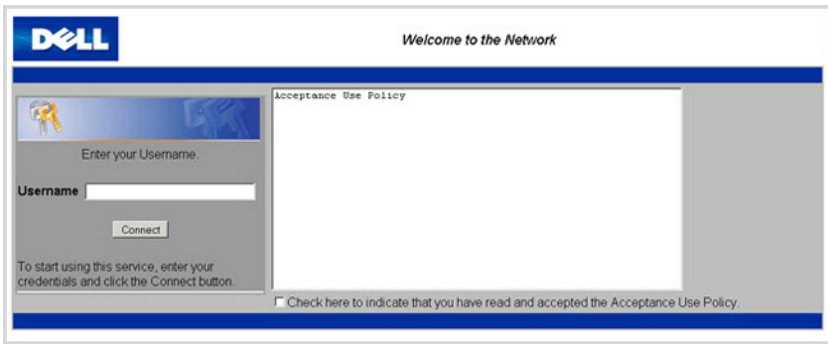 DELL
Welcome to the Network
Acceptance Use Policy
Enter your Username.
Username
Connect
To start using this service, enter your
credentials and click the Connect button.
Check here to indicate that you have read and accepted the Acceptance Use Policy.